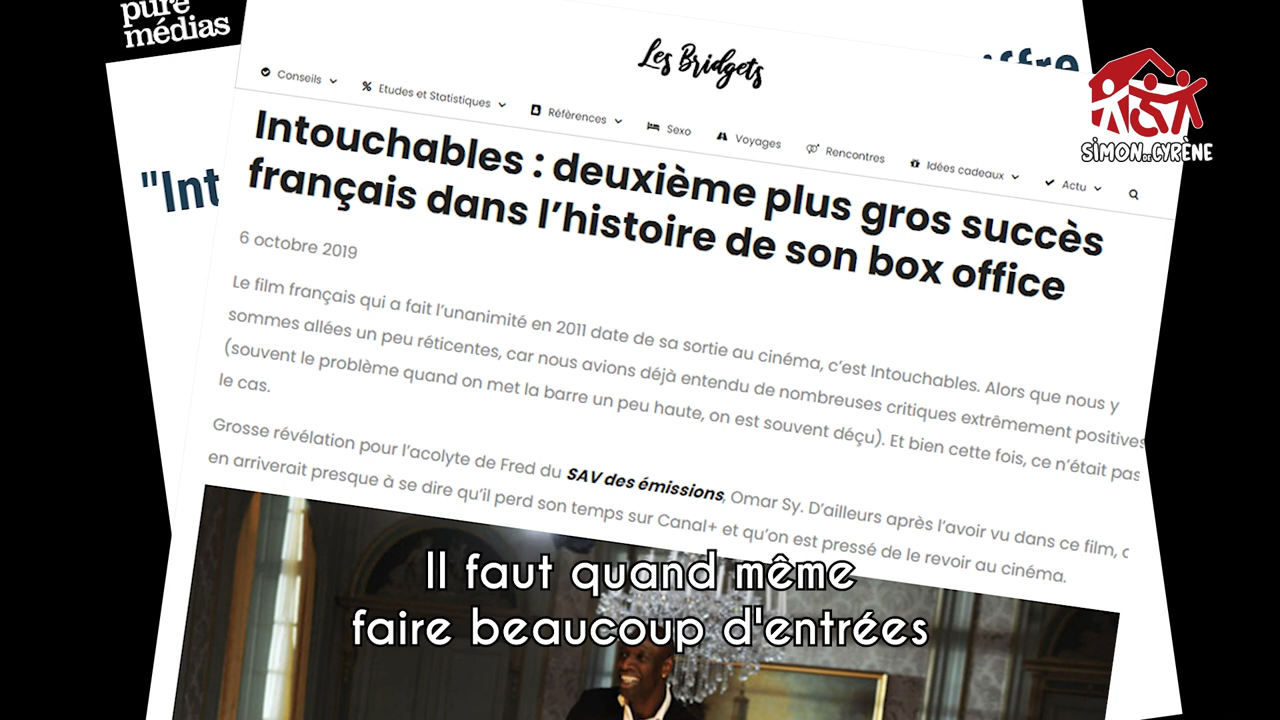 pure
médias
Les Bridgets
SIMON DE CYRÈNE
Conseils
Etudes et Statistiques
Références
Sexo
Voyages
Rencontres
Idées cadeaux
Actu
"Int
Intouchables : deuxième plus gros succès
français dans l’histoire de son box office
6 octobre 2019
Le film français qui a fait l’unanimité en 2011 date de sa sortie au cinéma, c’est Intouchables. Alors que nous y
sommes allées un peu réticentes, car nous avions déjà entendu de nombreuses critiques extrêmement positives
(souvent le problème quand on met la barre un peu haute, on est souvent déçu). Et bien cette fois, ce n’était pas
le cas.
Grosse révélation pour l’acolyte de Fred du SAV des émissions, Omar Sy. D’ailleurs après l’avoir vu dans ce film,
en arriverait presque à se dire qu’il perd son temps sur Canal+ et qu’on est pressé de le revoir au cinéma.
Il faut quand même
faire beaucoup d'entrées